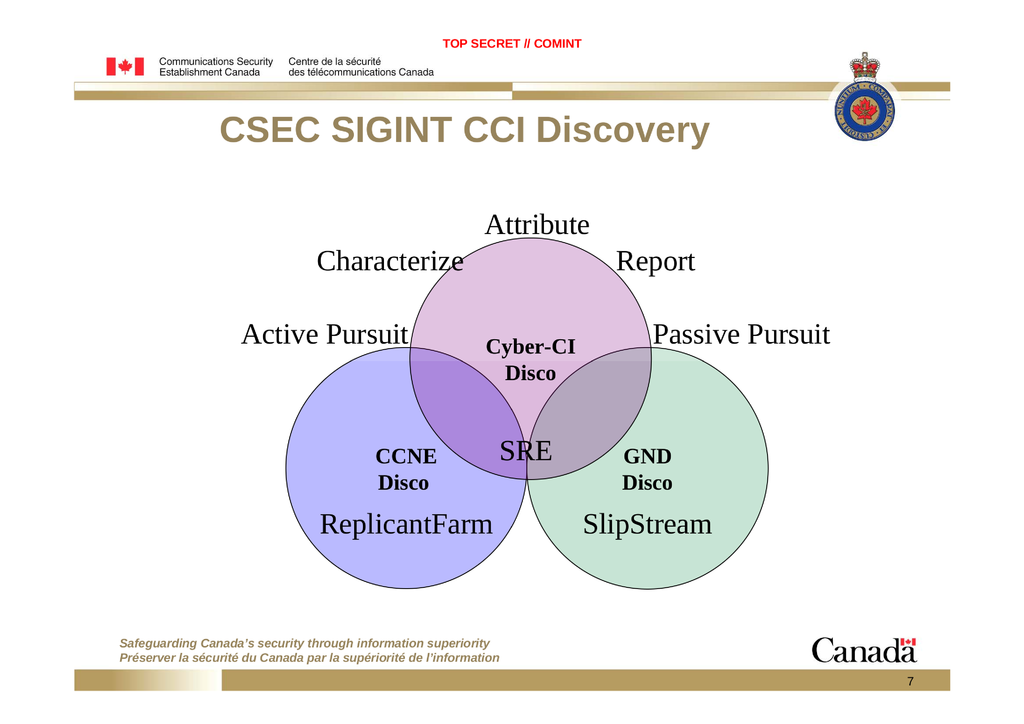 TOP SECRET // COMINT
Communications Security
Establishment Canada
Centre de la sécurité
des télécommunications Canada
CSEC SIGINT CCI Discovery
Attribute
Characterize
Report
Active Pursuit
Passive Pursuit
Cyber-CI
Disco
SRE
CCNE
Disco
GND
Disco
ReplicantFarm
SlipStream
Safeguarding Canada's security through information superiority
Préserver la sécurité du Canada par la supériorité de l'information
Canada
7